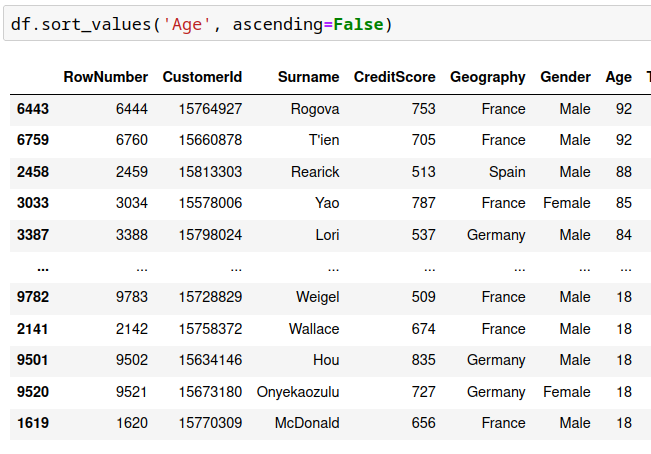 df.sort_values('Age', ascending=False)
RowNumber CustomerId Surname CreditScore Geography Gender Age T
6443 6444 15764927 Rogova 753 France Male 92
6759 6760 15660878 T'ien 705 France Male 92
2458 2459 15813303 Rearick 513 Spain Male 88
3033 3034 15578006 Yao 787 France Female 85
3387 3388 15798024 Lori 537 Germany Male 84
... ... ... ... ... ... ... ...
9782 9783 15728829 Weigel 509 France Male 18
2141 2142 15758372 Wallace 674 France Male 18
9501 9502 15634146 Hou 835 Germany Male 18
9520 9521 15673180 Onyekaozulu 727 Germany Female 18
1619 1620 15770309 McDonald 656 France Male 18